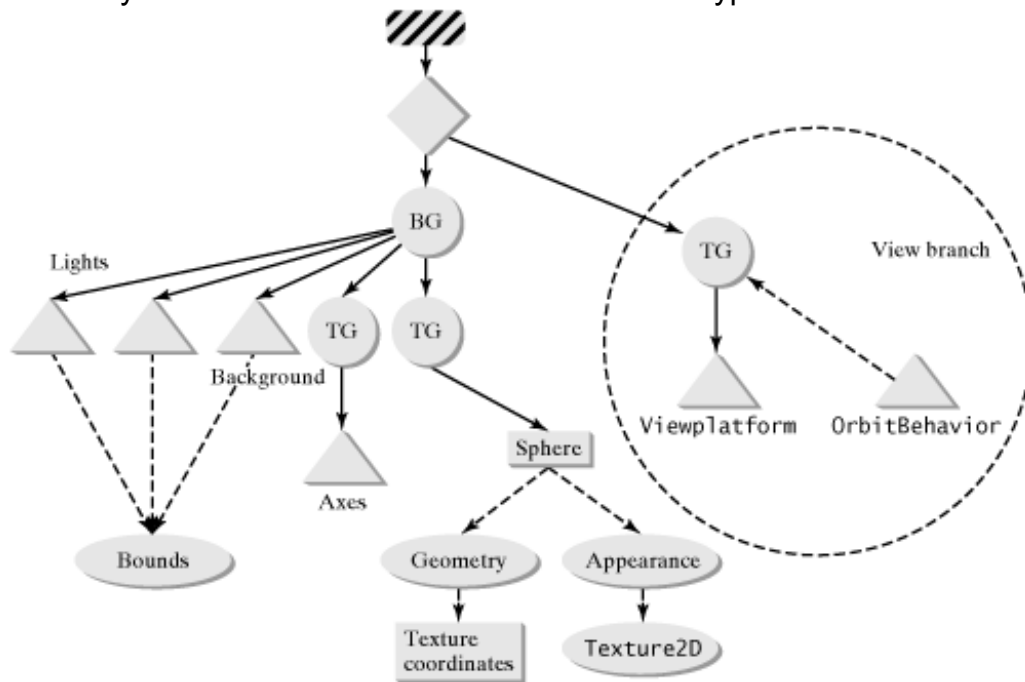 BG
Lights
TG
View branch
TG
TG
Background
Viewplatform
OrbitBehavior
Sphere
Axes
Bounds
Geometry
Appearance
Texture
coordinates
Texture2D